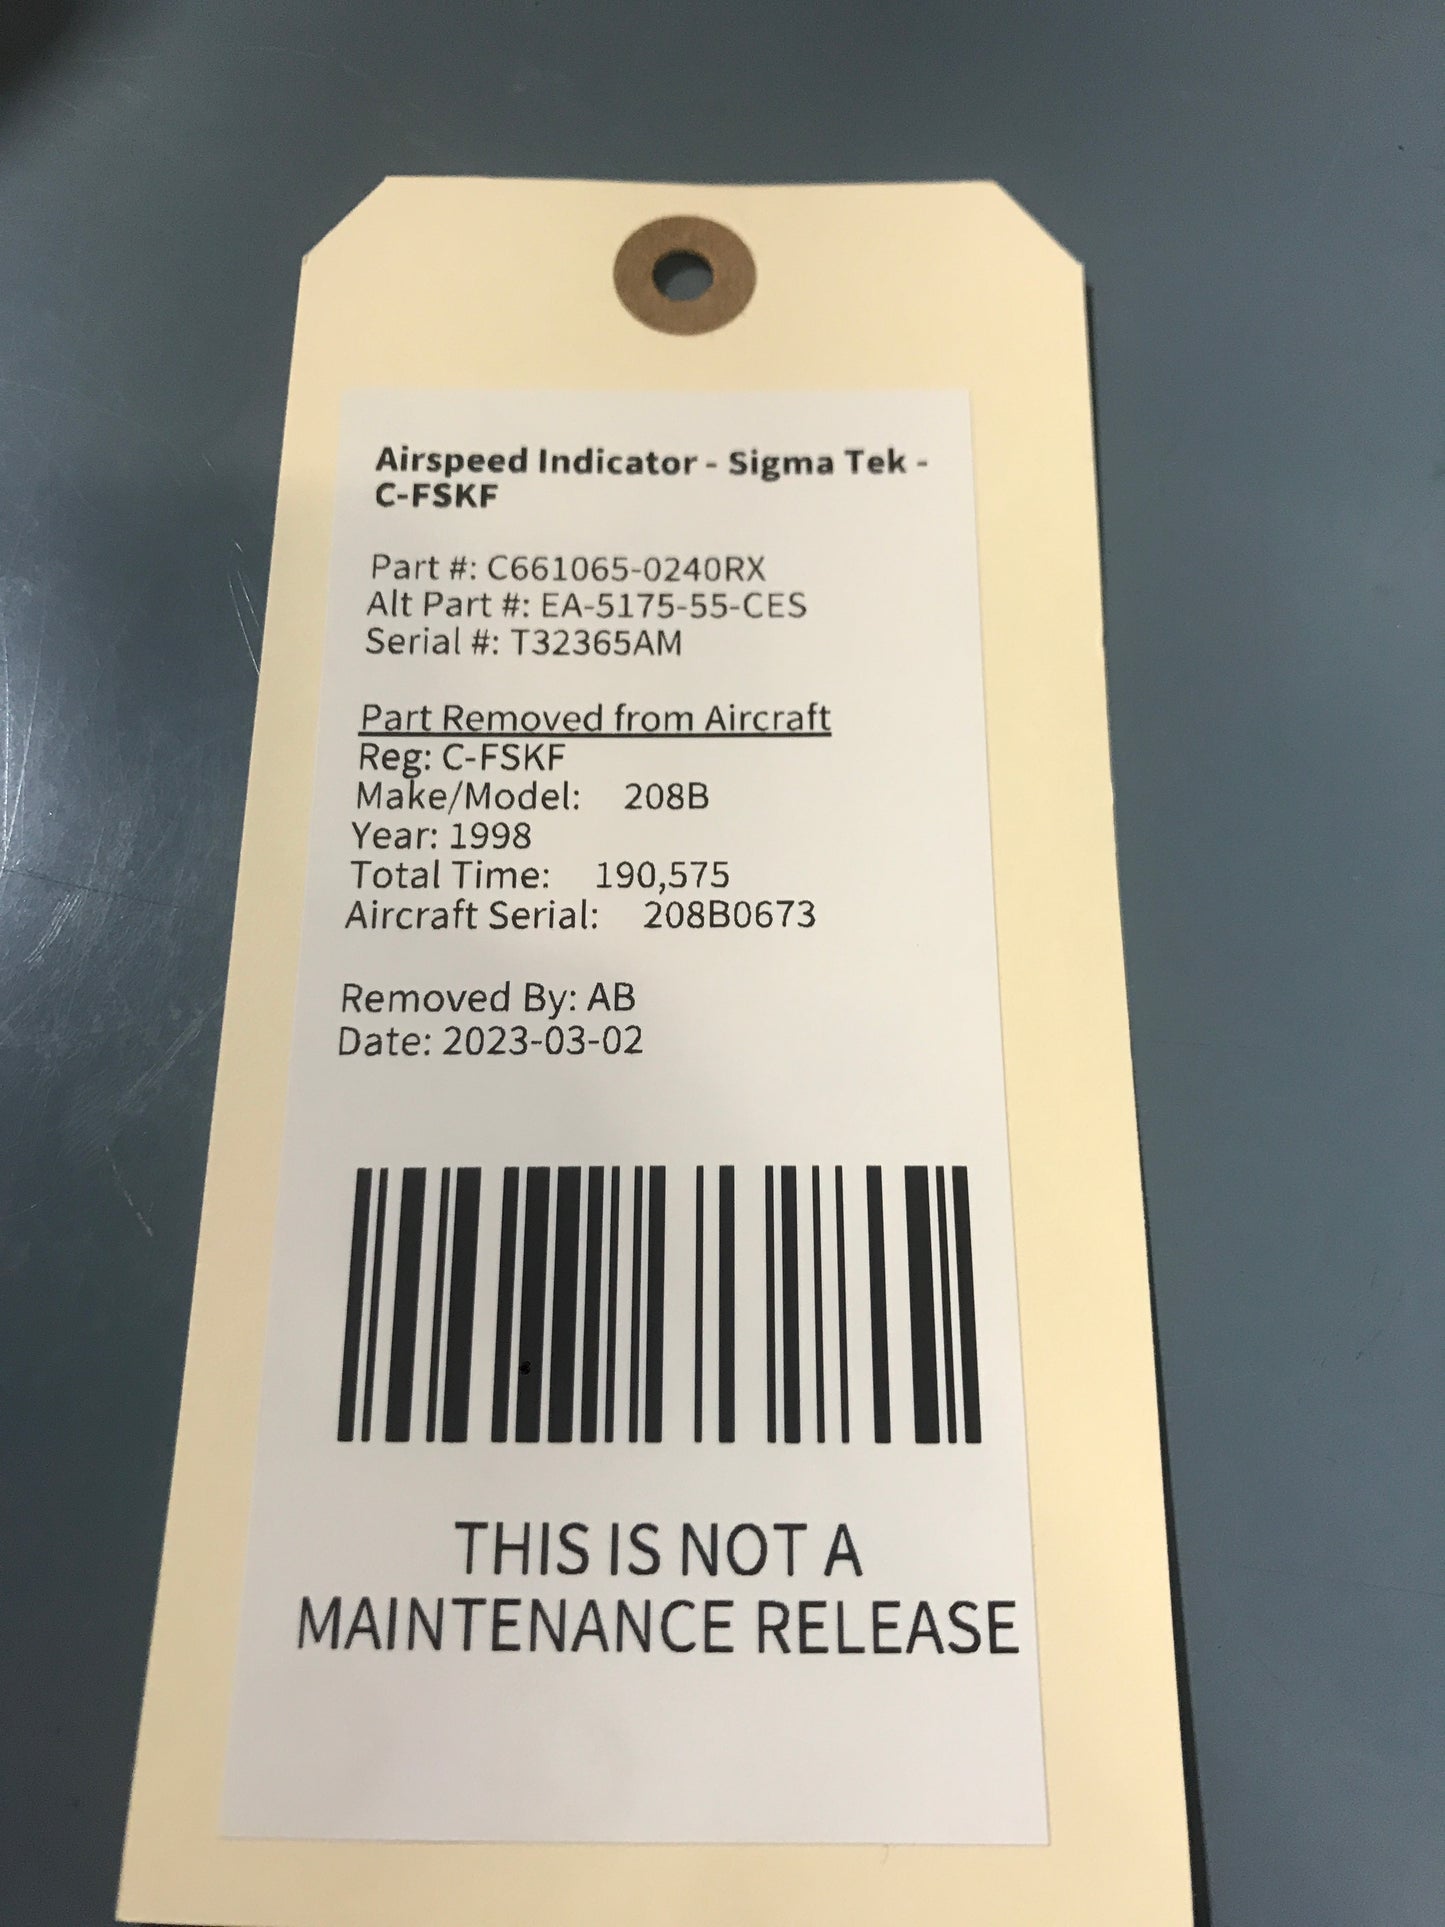 Airspeed Indicator - Sigma Tek -
C-FSKF
Part #: C661065-0240RX
Alt Part #: EA-5175-55-CES
Serial #: T32365AM
Part Removed from Aircraft
Reg: C-FSKF
Make/Model: 208B
Year: 1998
Total Time: 190,575
Aircraft Serial: 208B0673
Removed By: AB
Date: 2023-03-02
THIS IS NOT A
MAINTENANCE RELEASE